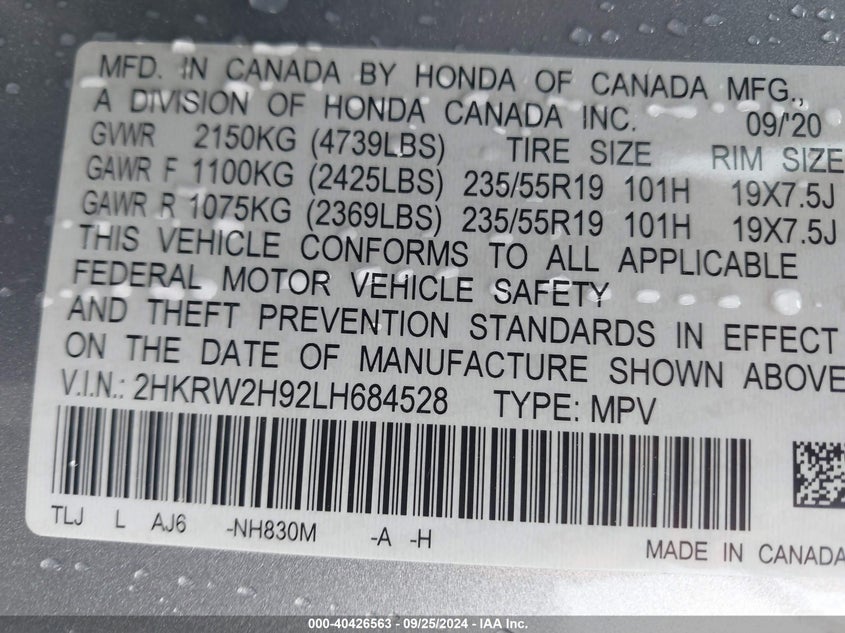 MFD. IN CANADA BY HONDA OF CANADA MFG.,
A DIVISION OF HONDA CANADA INC. 09/'20
GVWR 2150KG (4739LBS) TIRE SIZE RIM SIZE
GAWR F 1100KG (2425LBS) 235/55R19 101H 19X7.5J
GAWR R 1075KG (2369LBS) 235/55R19 101H 19X7.5J
THIS VEHICLE CONFORMS TO ALL APPLICABLE
FEDERAL MOTOR VEHICLE SAFETY
AND THEFT PREVENTION STANDARDS IN EFFECT
ON THE DATE OF MANUFACTURE SHOWN ABOVE
V.I.N.: 2HKRW2H92LH684528 TYPE: MPV
TLJ L AJ6 -NH830M -A -H
MADE IN CANADA
000-40426563 - 09/25/2024 - IAA Inc.